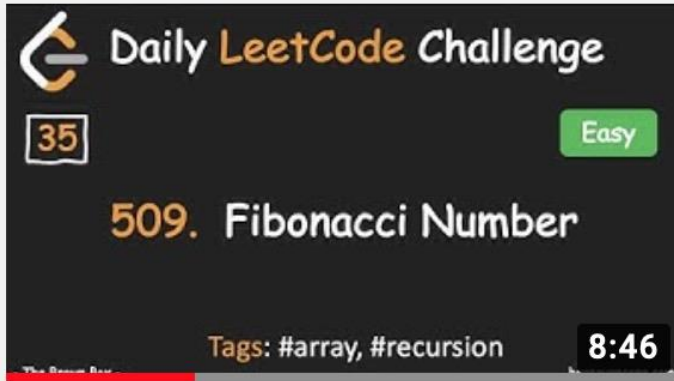 Daily LeetCode Challenge
35
Easy
509. Fibonacci Number
Tags: #array, #recursion
8:46